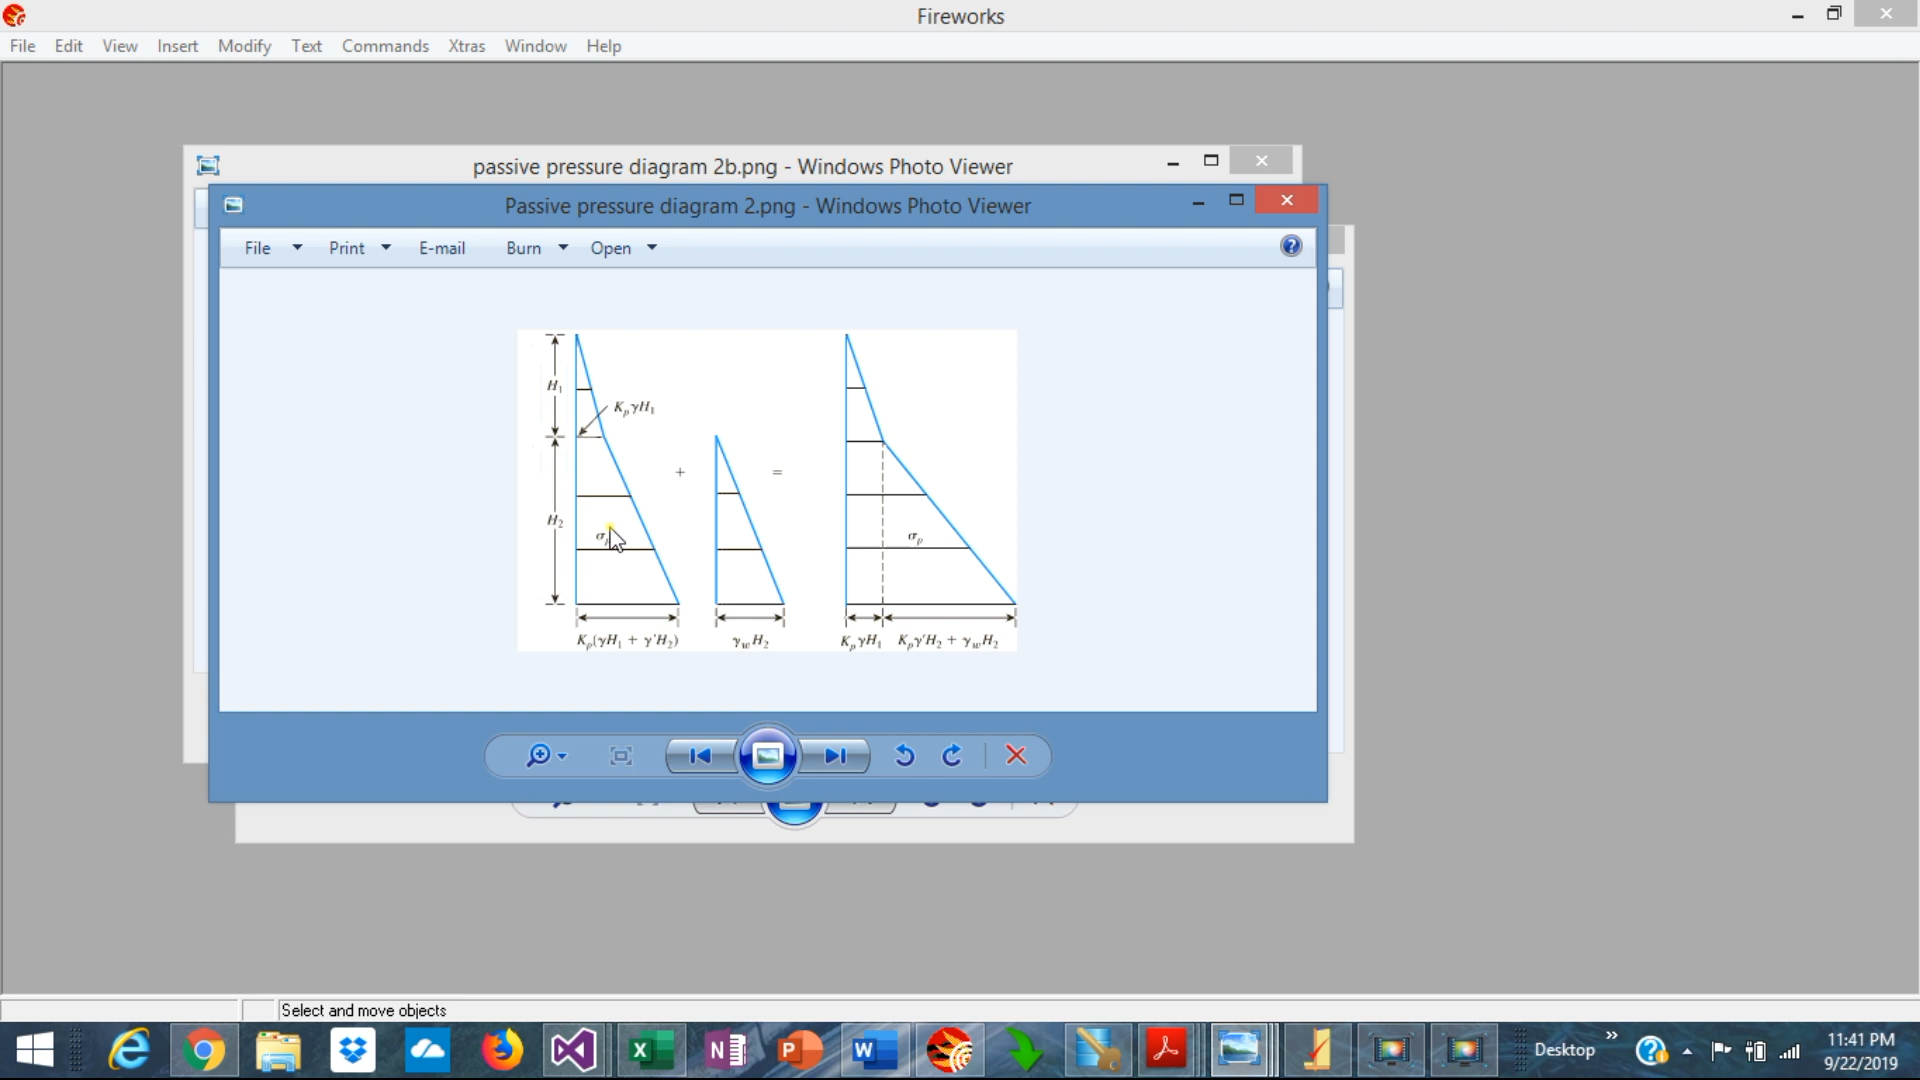 Fireworks
File Edit View Insert Modify Text Commands Xtras Window Help
passive pressure diagram 2b.png - Windows Photo Viewer
Passive pressure diagram 2.png - Windows Photo Viewer
File Print E-mail Burn Open
H₁
KₚγH₁
+ =
H₂
σₚ σₚ
Kₚ(γH₁ + γ'H₂) γ_wH₂ KₚγH₁ Kₚγ'H₂ + γ_wH₂
Select and move objects
Desktop »
11:41 PM
9/22/2019